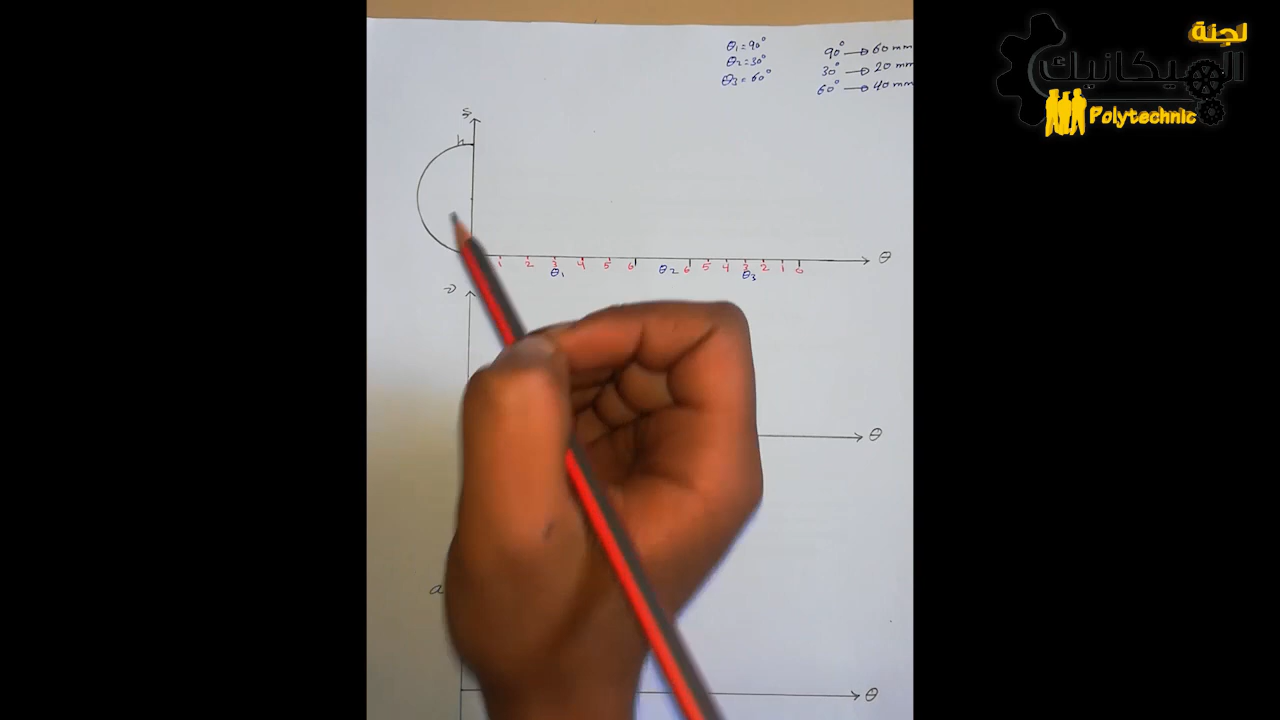 لجنة
الميكانيك
Polytechnic
θ₁ = 90°
θ₂ = 30°
θ₃ = 60°
90° → 60 mm
30° → 20 mm
60° → 40 mm
S
h
θ
1 2 3 4 5 6 6 5 4 3 2 1 0
θ₁ θ₂ θ₃
v
θ
a
θ